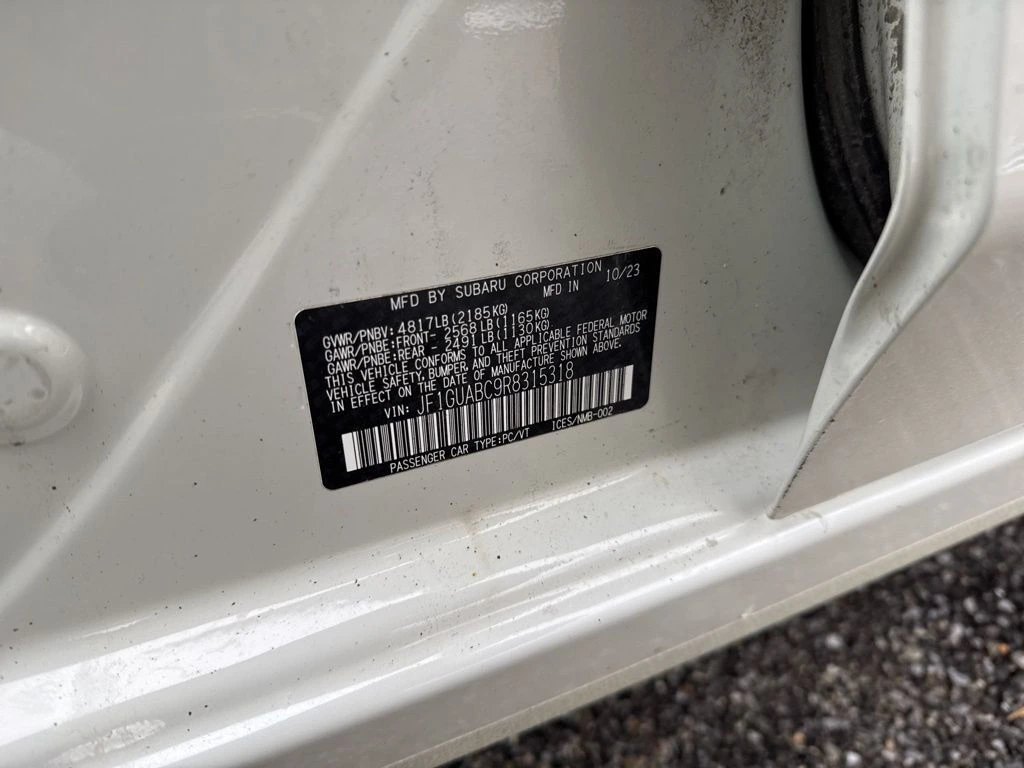 MFD BY SUBARU CORPORATION 10/23
MFD IN
GVWR/PNBV: 4817LB(2185KG)
GAWR/PNBE:FRONT- 2568LB(1165KG)
GAWR/PNBE:REAR - 2491LB(1130KG)
THIS VEHICLE CONFORMS TO ALL APPLICABLE FEDERAL MOTOR
VEHICLE SAFETY, BUMPER, AND THEFT PREVENTION STANDARDS
IN EFFECT ON THE DATE OF MANUFACTURE SHOWN ABOVE.
VIN: JF1GUABC9R8315318
PASSENGER CAR TYPE:PC/VT ICES/NMB-002